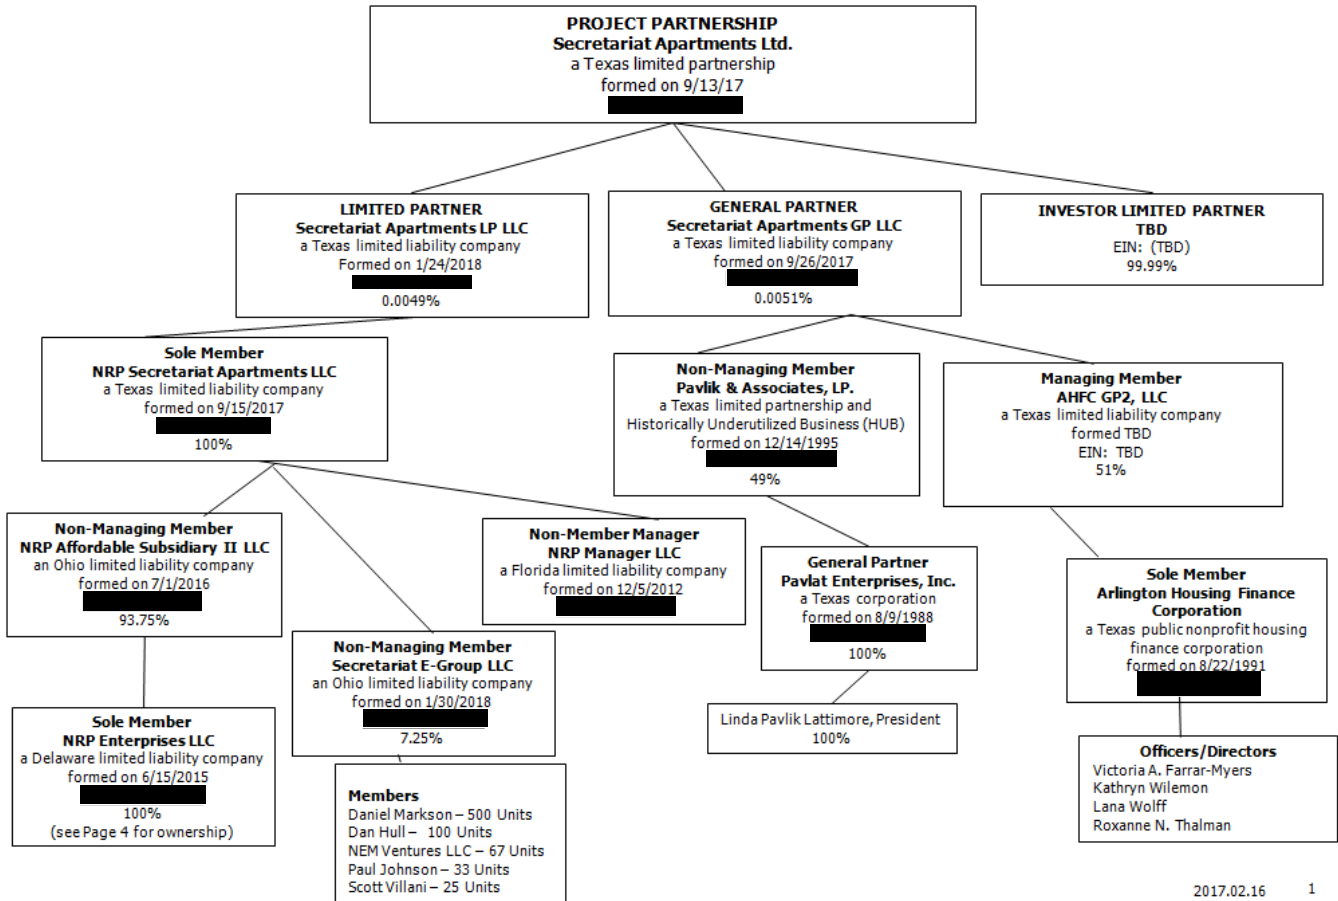 PROJECT PARTNERSHIP
Secretariat Apartments Ltd.
a Texas limited partnership
formed on 9/13/17
LIMITED PARTNER
Secretariat Apartments LP LLC
a Texas limited liability company
Formed on 1/24/2018
0.0049%
GENERAL PARTNER
Secretariat Apartments GP LLC
a Texas limited liability company
formed on 9/26/2017
0.0051%
INVESTOR LIMITED PARTNER
TBD
EIN: (TBD)
99.99%
Sole Member
NRP Secretariat Apartments LLC
a Texas limited liability company
formed on 9/15/2017
100%
Non-Managing Member
Pavlik & Associates, LP.
a Texas limited partnership and
Historically Underutilized Business (HUB)
formed on 12/14/1995
49%
Managing Member
AHFC GP2, LLC
a Texas limited liability company
formed TBD
EIN: TBD
51%
Non-Managing Member
NRP Affordable Subsidiary II LLC
an Ohio limited liability company
formed on 7/1/2016
93.75%
Non-Managing Member
Secretariat E-Group LLC
an Ohio limited liability company
formed on 1/30/2018
7.25%
Non-Member Manager
NRP Manager LLC
a Florida limited liability company
formed on 12/5/2012
General Partner
Pavlat Enterprises, Inc.
a Texas corporation
formed on 8/9/1988
100%
Sole Member
Arlington Housing Finance
Corporation
a Texas public nonprofit housing
finance corporation
formed on 8/22/1991
Sole Member
NRP Enterprises LLC
a Delaware limited liability company
formed on 6/15/2015
100%
(see Page 4 for ownership)
Members
Daniel Markson – 500 Units
Dan Hull – 100 Units
NEM Ventures LLC – 67 Units
Paul Johnson – 33 Units
Scott Villani – 25 Units
Linda Pavlik Lattimore, President
100%
Officers/Directors
Victoria A. Farrar-Myers
Kathryn Wilemon
Lana Wolff
Roxanne N. Thalman
2017.02.16 1